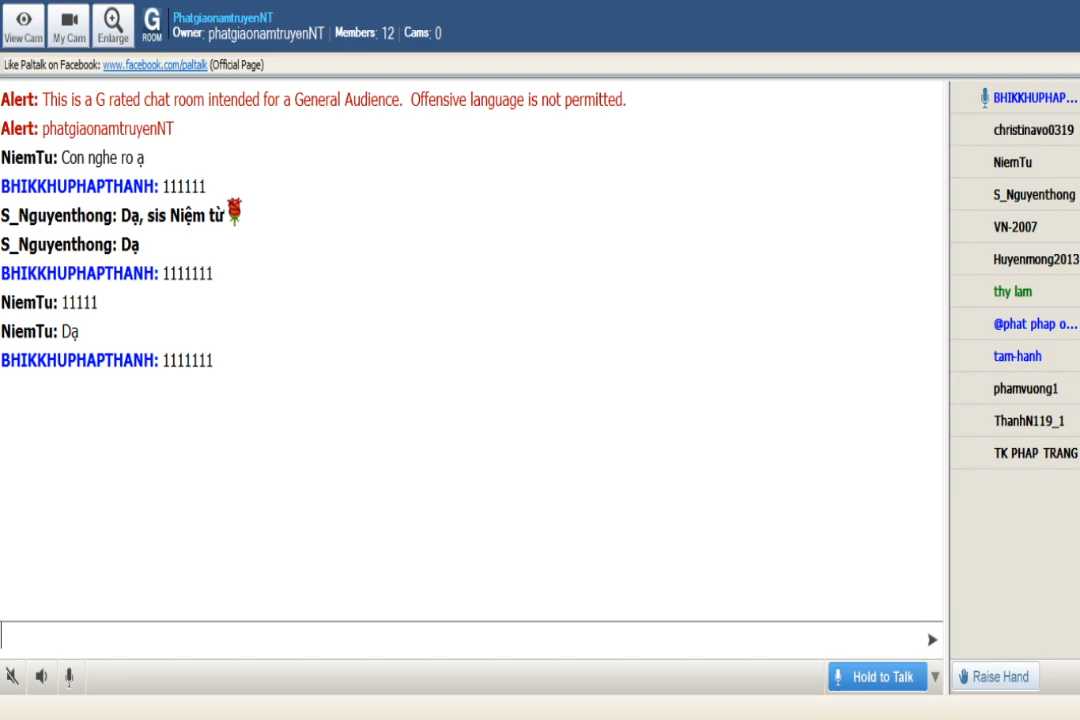 View Cam
My Cam
Enlarge
G
ROOM
PhatgiaonamtruyenNT
Owner: phatgiaonamtruyenNT | Members: 12 | Cams: 0
Like Paltalk on Facebook: www.facebook.com/paltalk (Official Page)
Alert: This is a G rated chat room intended for a General Audience. Offensive language is not permitted.
Alert: phatgiaonamtruyenNT
NiemTu: Con nghe ro ạ
BHIKKHUPHAPTHANH: 111111
S_Nguyenthong: Dạ, sis Niệm từ
S_Nguyenthong: Dạ
BHIKKHUPHAPTHANH: 1111111
NiemTu: 11111
NiemTu: Dạ
BHIKKHUPHAPTHANH: 1111111
BHIKKHUPHAP...
christinavo0319
NiemTu
S_Nguyenthong
VN-2007
Huyenmong2013
thy lam
@phat phap o...
tam-hanh
phamvuong1
ThanhN119_1
TK PHAP TRANG
Hold to Talk
Raise Hand